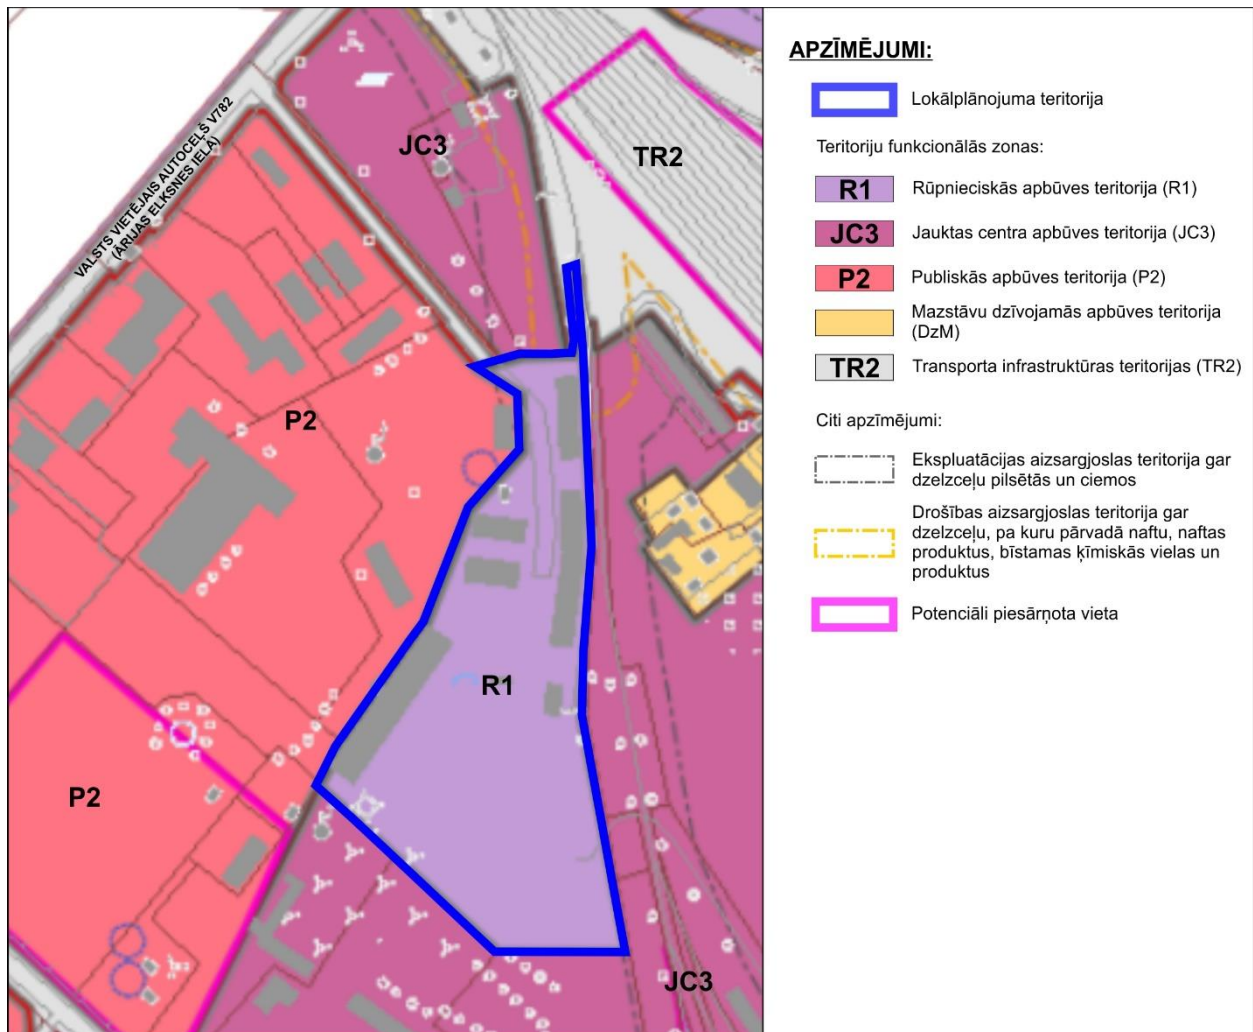 VALSTS VIETĒJAIS AUTOCEĻŠ V782
(ĀRIJAS ELKSNES IELA)
JC3
TR2
P2
R1
P2
JC3
APZĪMĒJUMI:
Lokālplānojuma teritorija
Teritoriju funkcionālās zonas:
R1 Rūpnieciskās apbūves teritorija (R1)
JC3 Jauktas centra apbūves teritorija (JC3)
P2 Publiskās apbūves teritorija (P2)
Mazstāvu dzīvojamās apbūves teritorija
(DzM)
TR2 Transporta infrastruktūras teritorijas (TR2)
Citi apzīmējumi:
Ekspluatācijas aizsargjoslas teritorija gar
dzelzceļu pilsētās un ciemos
Drošības aizsargjoslas teritorija gar
dzelzceļu, pa kuru pārvadā naftu, naftas
produktus, bīstamas ķīmiskās vielas un
produktus
Potenciāli piesārņota vieta